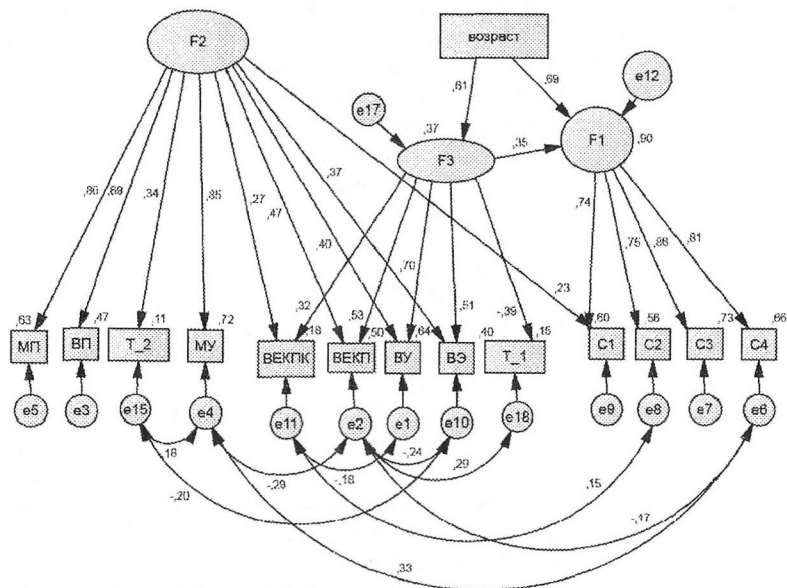 F2
возраст
e12
,61
,69
e17
,37
F3
,35
F1
,90
,86
,69
,34
,85
,27
,47
,40
,37
,70
,74
,75
,86
,81
,32
,53
,51
-,39
,23
,63
МП
,47
ВП
,11
Т_2
,72
МУ
,18
ВЕКПК
,50
ВЕКП
,64
ВУ
,40
ВЭ
,15
Т_1
,60
С1
,56
С2
,73
С3
,66
С4
e5
e3
e15
e4
e11
e2
e1
e10
e18
e9
e8
e7
e6
,18
-,29
-,18
-,24
,29
-,20
,15
-,17
,33